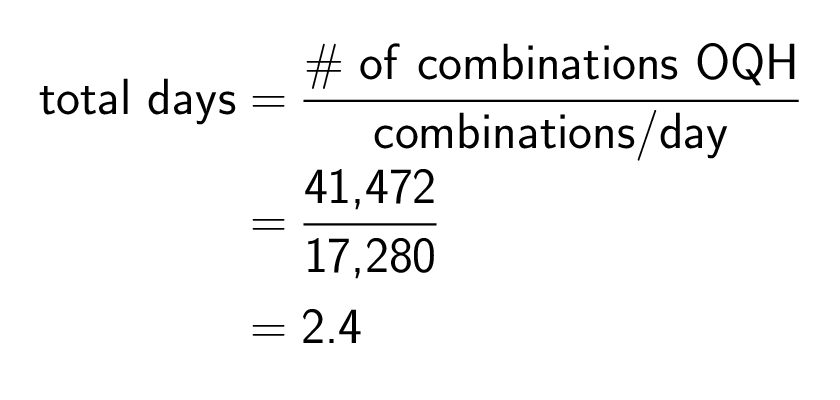 total days = # of combinations OQH / combinations/day
= 41,472 / 17,280
= 2.4